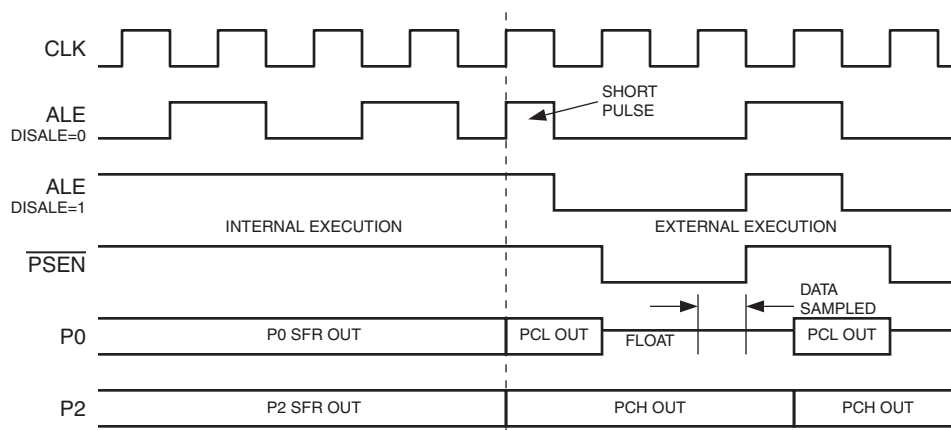 CLK
ALE
DISALE=0
SHORT
PULSE
ALE
DISALE=1
INTERNAL EXECUTION
EXTERNAL EXECUTION
PSEN
DATA
SAMPLED
P0
P0 SFR OUT
PCL OUT
FLOAT
PCL OUT
P2
P2 SFR OUT
PCH OUT
PCH OUT